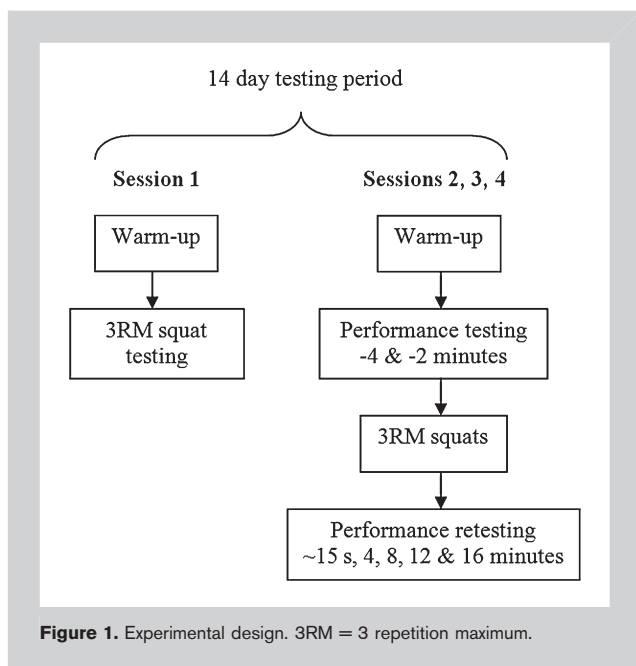 14 day testing period
Session 1
Warm-up
3RM squat
testing
Sessions 2, 3, 4
Warm-up
Performance testing
-4 & -2 minutes
3RM squats
Performance retesting
~15 s, 4, 8, 12 & 16 minutes
Figure 1. Experimental design. 3RM = 3 repetition maximum.